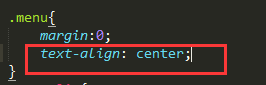 .menu{
margin:0;
text-align: center;
}